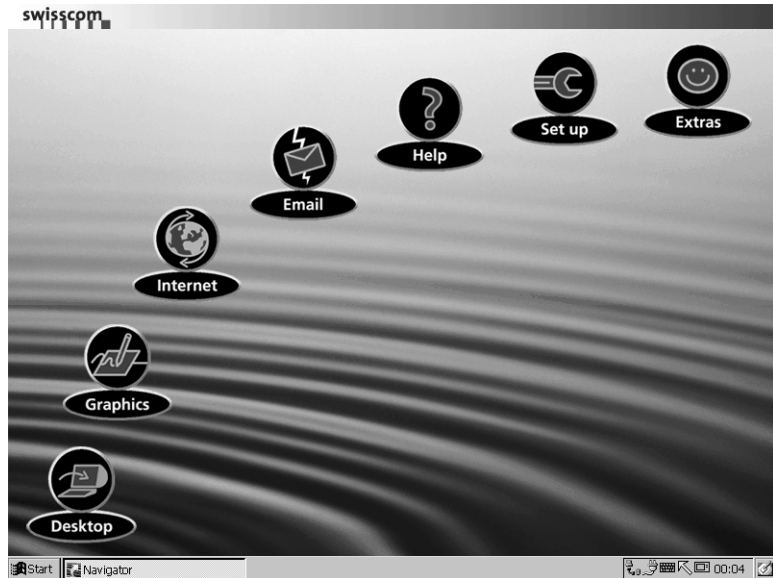 swisscom
Extras
Set up
Help
Email
Internet
Graphics
Desktop
Start
Navigator
00:04